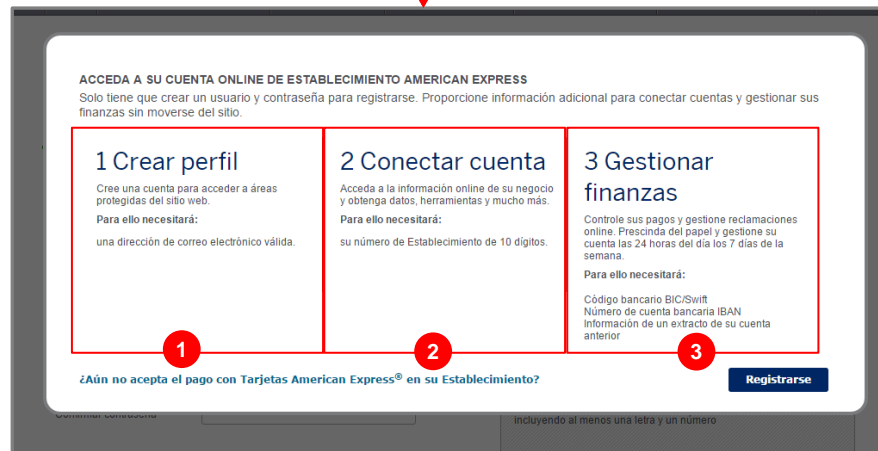 ACCEDA A SU CUENTA ONLINE DE ESTABLECIMIENTO AMERICAN EXPRESS
Solo tiene que crear un usuario y contraseña para registrarse. Proporcione información adicional para conectar cuentas y gestionar sus
finanzas sin moverse del sitio.
1 Crear perfil
Cree una cuenta para acceder a áreas
protegidas del sitio web.
Para ello necesitará:
una dirección de correo electrónico válida.
1
2 Conectar cuenta
Acceda a la información online de su negocio
y obtenga datos, herramientas y mucho más.
Para ello necesitará:
su número de Establecimiento de 10 dígitos.
2
3 Gestionar
finanzas
Controle sus pagos y gestione reclamaciones
online. Prescinda del papel y gestione su
cuenta las 24 horas del día los 7 días de la
semana.
Para ello necesitará:
Código bancario BIC/Swift
Número de cuenta bancaria IBAN
Información de un extracto de su cuenta
anterior
3
¿Aún no acepta el pago con Tarjetas American Express® en su Establecimiento?
Registrarse
Confirmar contraseña
incluyendo al menos una letra y un número